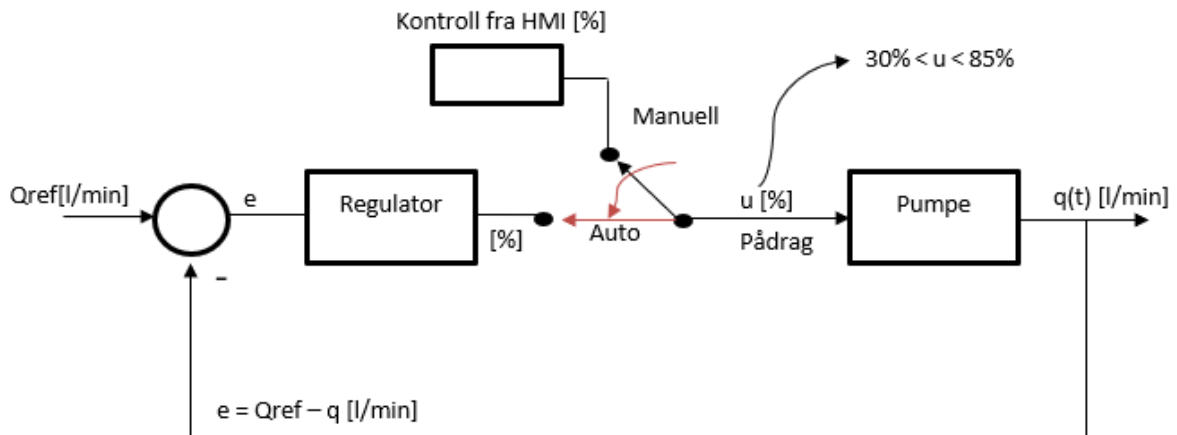 Kontroll fra HMI [%]
30% < u < 85%
Manuell
Qref[l/min]
e
Regulator
[%]
Auto
u [%]
Pådrag
Pumpe
q(t) [l/min]
–
e = Qref – q [l/min]